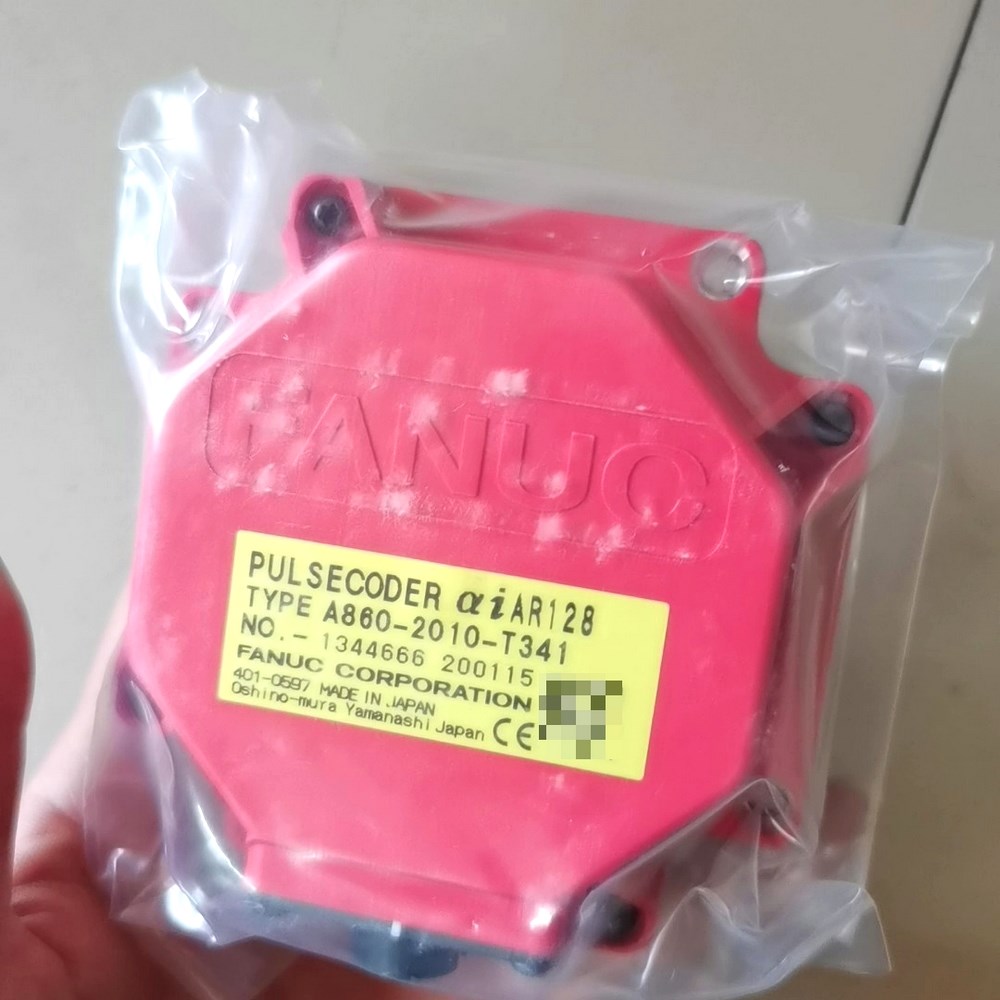 FANUC
PULSECODER αiAR128
TYPE A860-2010-T341
NO.- 1344666 200115
FANUC CORPORATION
401-0597 MADE IN JAPAN
Oshino-mura Yamanashi Japan CE